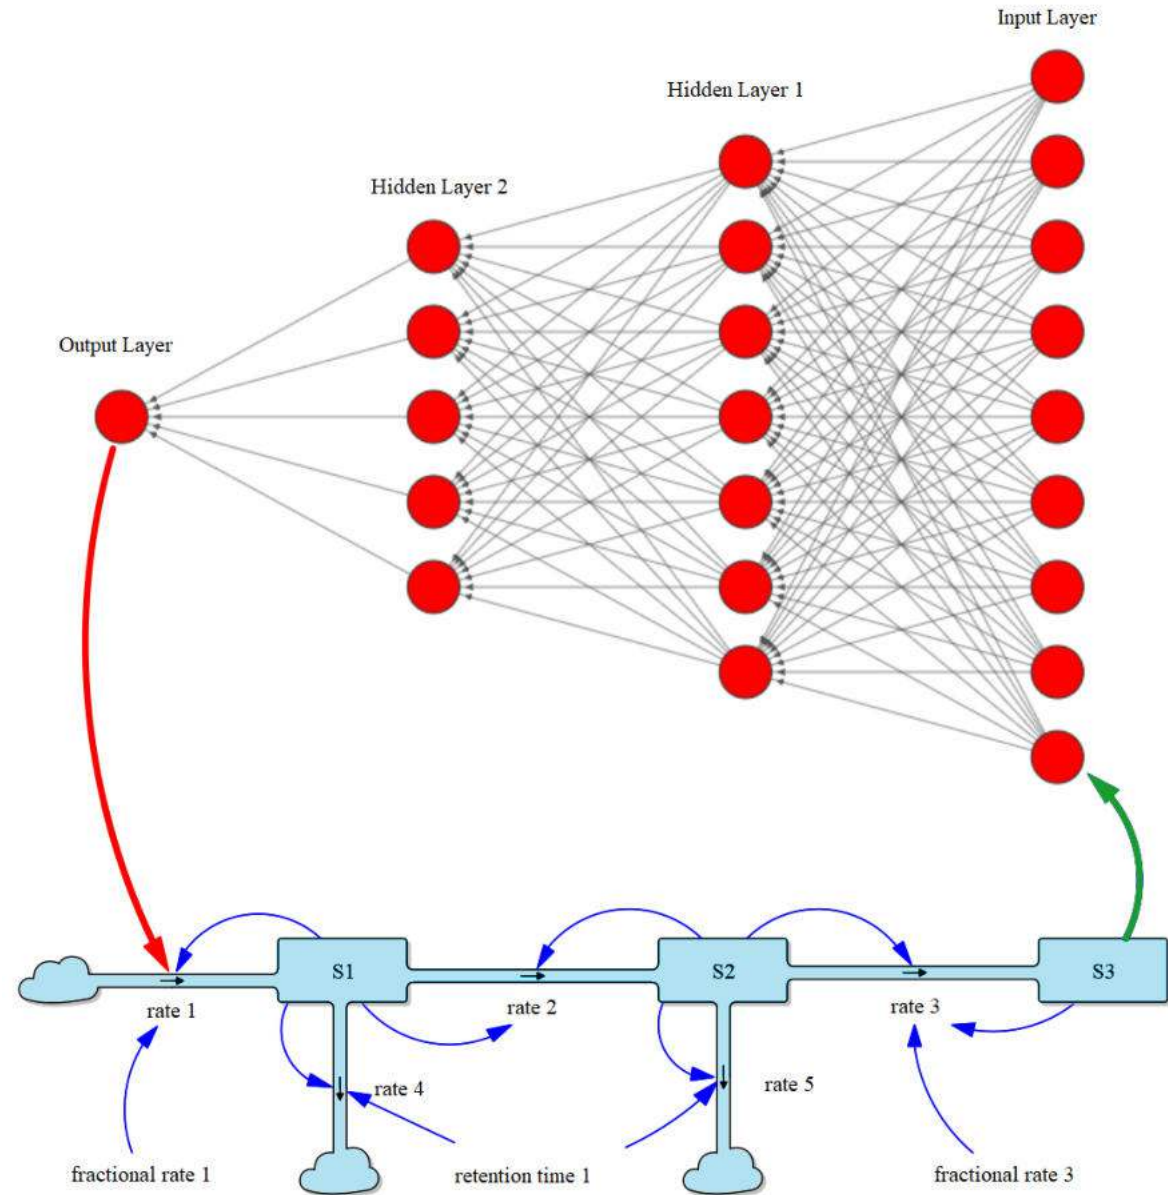 Input Layer
Hidden Layer 1
Hidden Layer 2
Output Layer
S1
S2
S3
rate 1
rate 2
rate 3
rate 4
rate 5
fractional rate 1
retention time 1
fractional rate 3